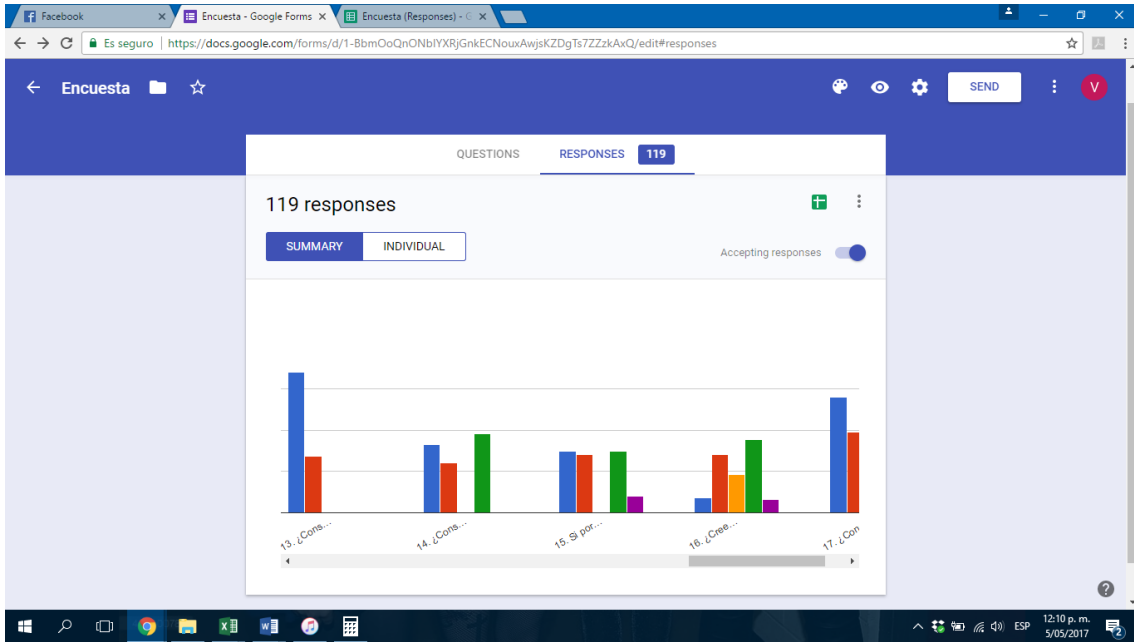 Facebook
Encuesta - Google Forms
Encuesta (Responses) - G
Es seguro https://docs.google.com/forms/d/1-BbmOoQnONbIYXRjGnkECNouxAwjsKZDgTs7ZZzkAxQ/edit#responses
Encuesta
SEND
V
QUESTIONS RESPONSES 119
119 responses
SUMMARY INDIVIDUAL
Accepting responses
13. ¿Cons...
14. ¿Cons...
15. Si por...
16. ¿Cree...
17. ¿Con
ESP
12:10 p. m.
5/05/2017
2